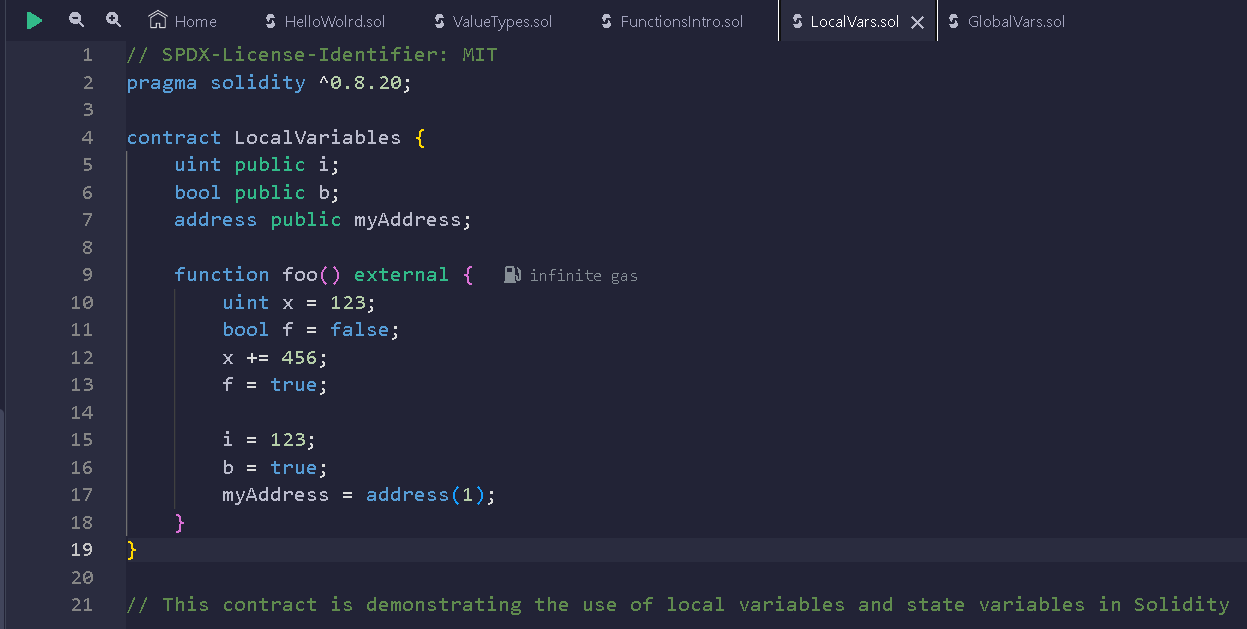 Home HelloWolrd.sol ValueTypes.sol FunctionsIntro.sol LocalVars.sol GlobalVars.sol
1 // SPDX-License-Identifier: MIT
2 pragma solidity ^0.8.20;
3
4 contract LocalVariables {
5 uint public i;
6 bool public b;
7 address public myAddress;
8
9 function foo() external { infinite gas
10 uint x = 123;
11 bool f = false;
12 x += 456;
13 f = true;
14
15 i = 123;
16 b = true;
17 myAddress = address(1);
18 }
19 }
20
21 // This contract is demonstrating the use of local variables and state variables in Solidity